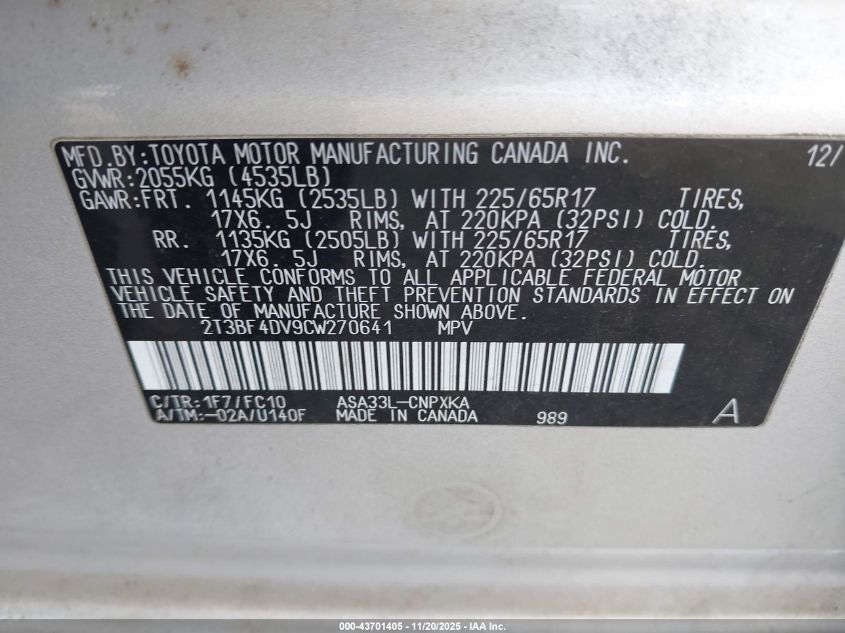 MFD.BY:TOYOTA MOTOR MANUFACTURING CANADA INC. 12/
GVWR:2055KG (4535LB)
GAWR:FRT. 1145KG (2535LB) WITH 225/65R17 TIRES,
17X6. 5J RIMS, AT 220KPA (32PSI) COLD.
RR. 1135KG (2505LB) WITH 225/65R17 TIRES,
17X6. 5J RIMS, AT 220KPA (32PSI) COLD.
THIS VEHICLE CONFORMS TO ALL APPLICABLE FEDERAL MOTOR
VEHICLE SAFETY AND THEFT PREVENTION STANDARDS IN EFFECT ON
THE DATE OF MANUFACTURE SHOWN ABOVE.
2T3BF4DV9CW270641 MPV
C/TR:1F7/FC10 ASA33L-CNPXKA
A/TM:-02A/U140F MADE IN CANADA 989 A
000-43701405 - 11/20/2025 - IAA Inc.